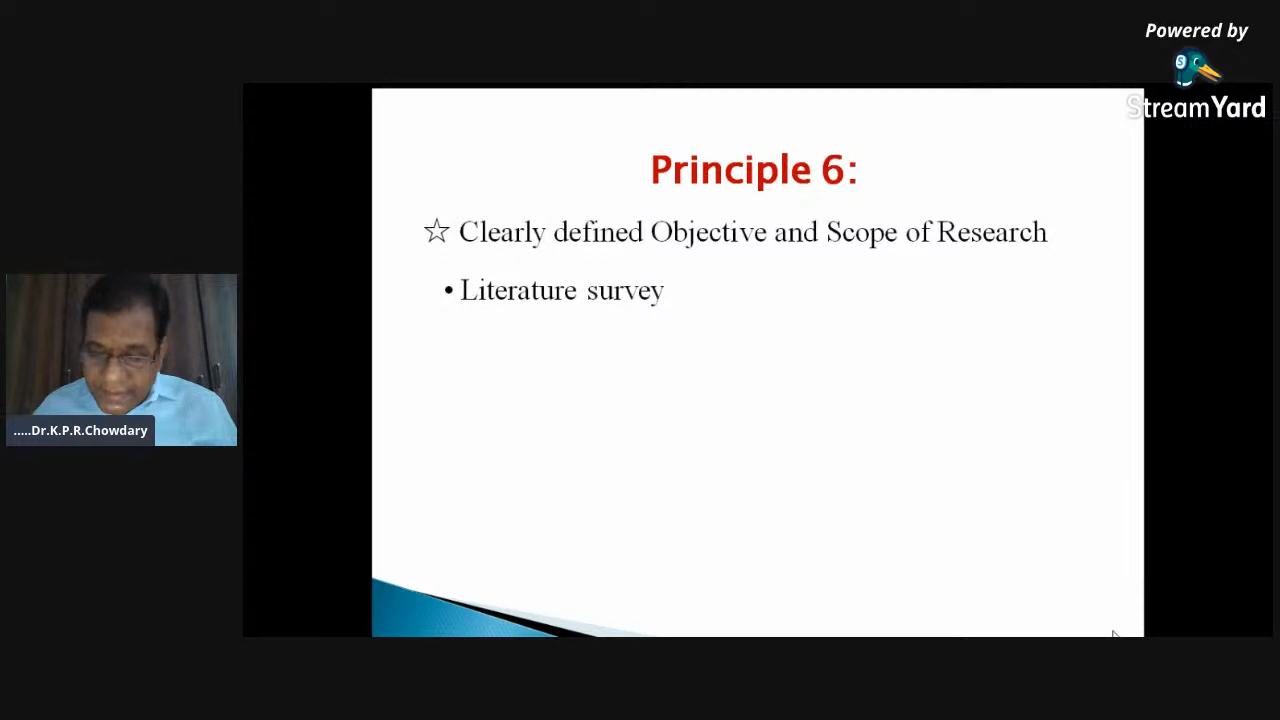 Powered by
StreamYard
Principle 6:
☆ Clearly defined Objective and Scope of Research
• Literature survey
.....Dr.K.P.R.Chowdary